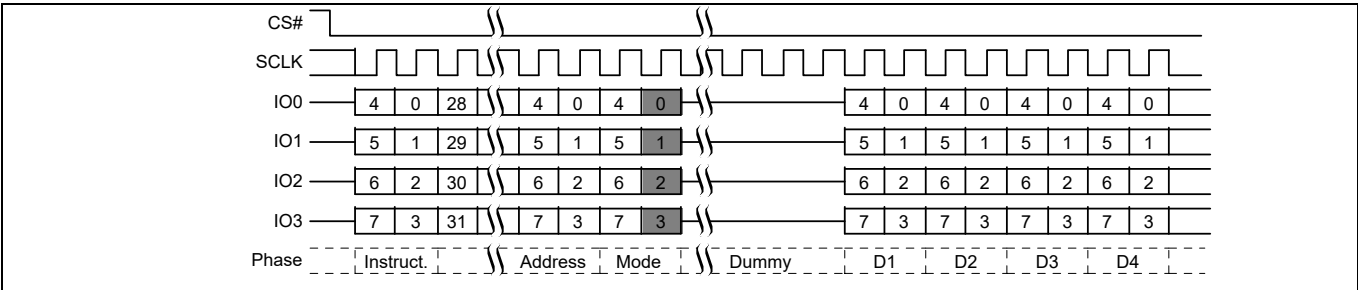 CS#
SCLK
IO0 4 0 28 4 0 4 0 4 0 4 0 4 0 4 0
IO1 5 1 29 5 1 5 1 5 1 5 1 5 1 5 1
IO2 6 2 30 6 2 6 2 6 2 6 2 6 2 6 2
IO3 7 3 31 7 3 7 3 7 3 7 3 7 3 7 3
Phase Instruct. Address Mode Dummy D1 D2 D3 D4